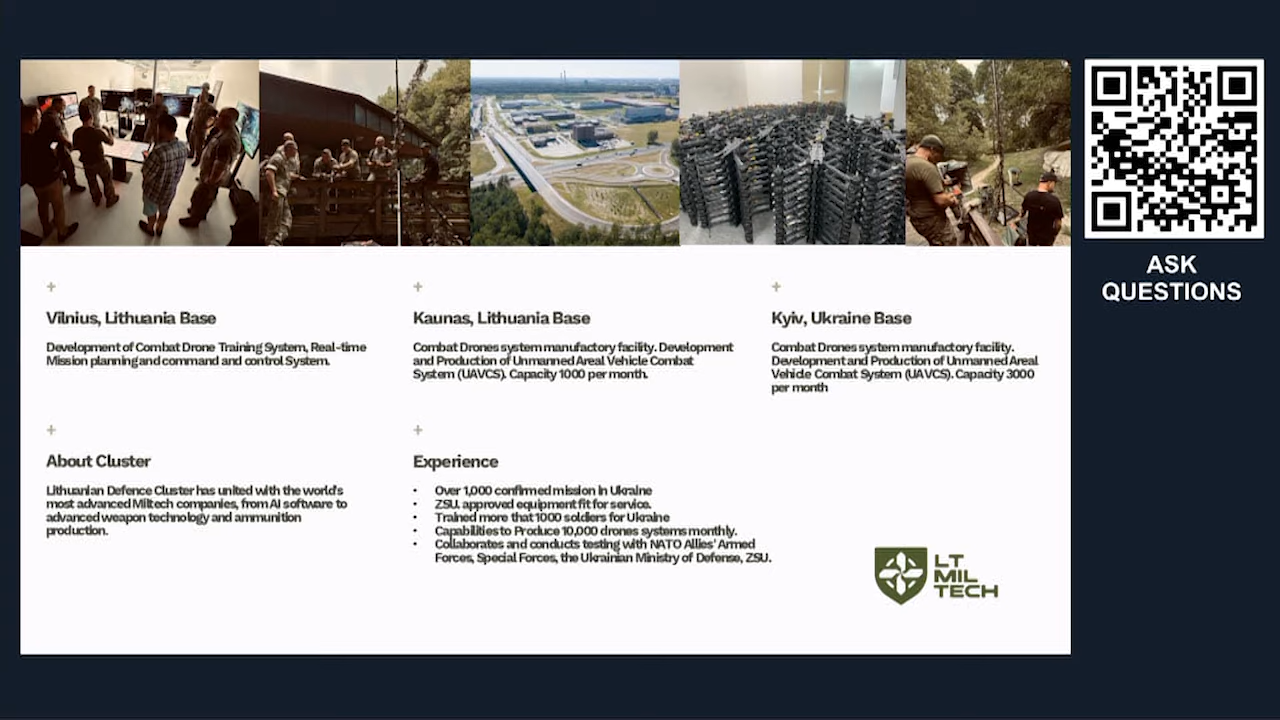 Vilnius, Lithuania Base
Development of Combat Drone Training System, Real-time
Mission planning and command and control System.
Kaunas, Lithuania Base
Combat Drones system manufactory facility. Development
and Production of Unmanned Areal Vehicle Combat
System (UAVCS). Capacity 1000 per month.
Kyiv, Ukraine Base
Combat Drones system manufactory facility.
Development and Production of Unmanned Areal
Vehicle Combat System (UAVCS). Capacity 3000
per month
About Cluster
Lithuanian Defence Cluster has united with the world's
most advanced Miltech companies, from AI software to
advanced weapon technology and ammunition
production.
Experience
• Over 1,000 confirmed mission in Ukraine
• ZSU. approved equipment fit for service.
• Trained more that 1000 soldiers for Ukraine
• Capabilities to Produce 10,000 drones systems monthly.
• Collaborates and conducts testing with NATO Allies' Armed
Forces, Special Forces, the Ukrainian Ministry of Defense, ZSU.
LT
MIL
TECH
ASK
QUESTIONS